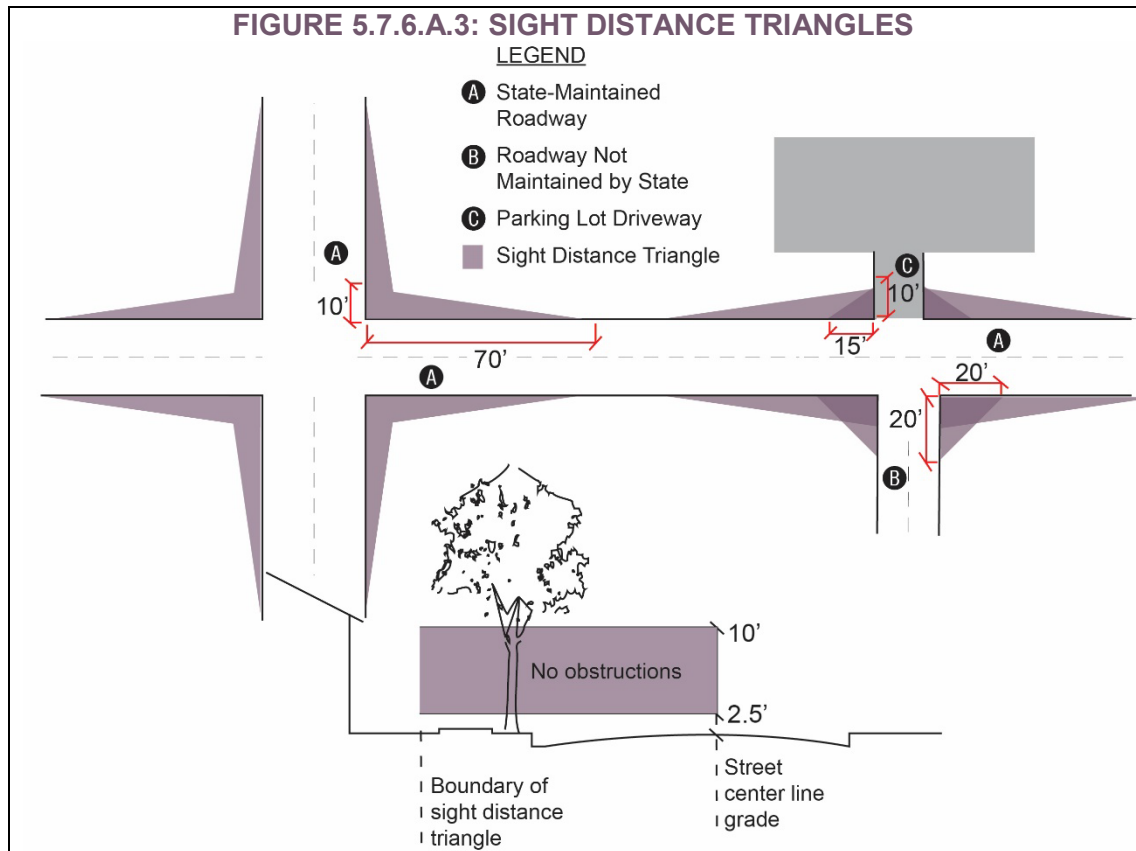 FIGURE 5.7.6.A.3: SIGHT DISTANCE TRIANGLES
LEGEND
A State-Maintained
Roadway
B Roadway Not
Maintained by State
C Parking Lot Driveway
Sight Distance Triangle
A
10'
70'
A
C
10'
15'
A
20'
20'
B
No obstructions
10'
2.5'
Boundary of
sight distance
triangle
Street
center line
grade